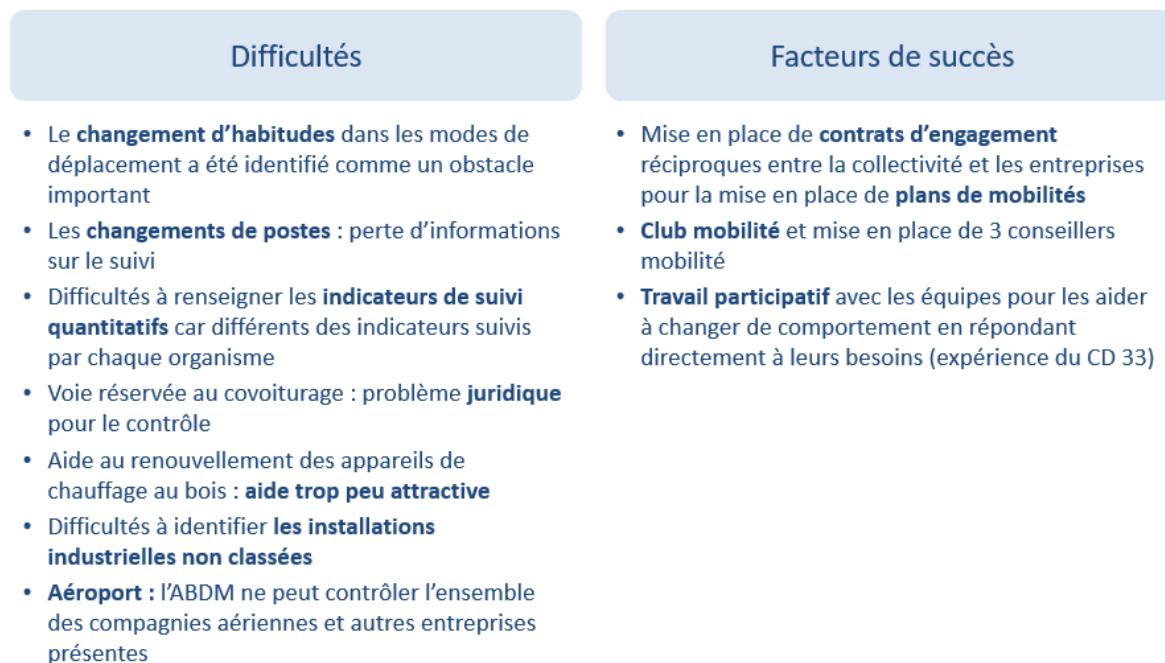 Difficultés
• Le changement d’habitudes dans les modes de
déplacement a été identifié comme un obstacle
important
• Les changements de postes : perte d’informations
sur le suivi
• Difficultés à renseigner les indicateurs de suivi
quantitatifs car différents des indicateurs suivis
par chaque organisme
• Voie réservée au covoiturage : problème juridique
pour le contrôle
• Aide au renouvellement des appareils de
chauffage au bois : aide trop peu attractive
• Difficultés à identifier les installations
industrielles non classées
• Aéroport : l’ABDM ne peut contrôler l’ensemble
des compagnies aériennes et autres entreprises
présentes
Facteurs de succès
• Mise en place de contrats d’engagement
réciproques entre la collectivité et les entreprises
pour la mise en place de plans de mobilités
• Club mobilité et mise en place de 3 conseillers
mobilité
• Travail participatif avec les équipes pour les aider
à changer de comportement en répondant
directement à leurs besoins (expérience du CD 33)